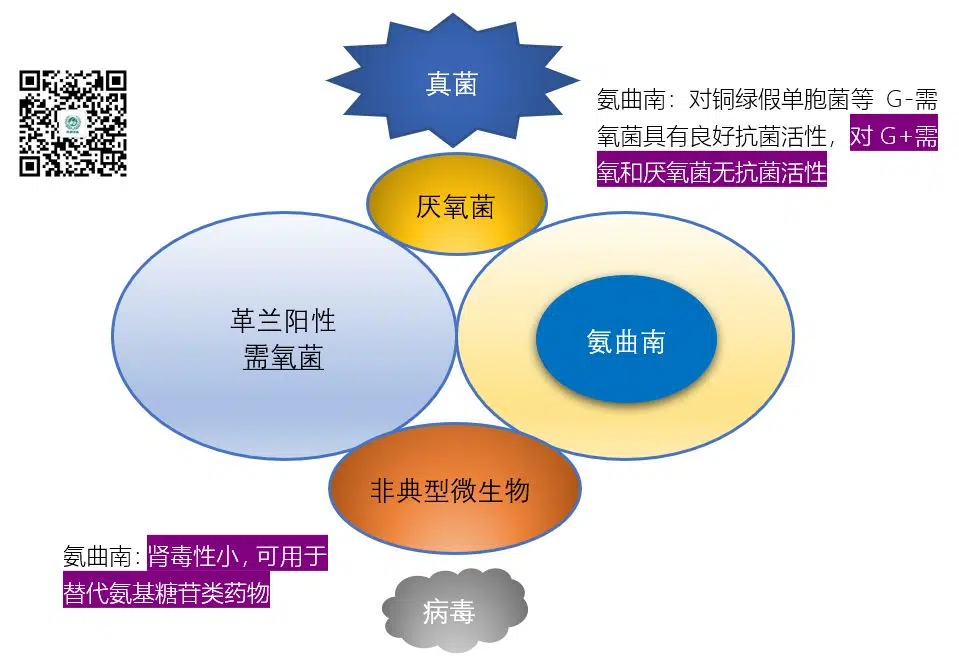 真菌
氨曲南：对铜绿假单胞菌等 G-需
氧菌具有良好抗菌活性，对 G+需
氧和厌氧菌无抗菌活性
厌氧菌
革兰阳性
需氧菌
氨曲南
非典型微生物
氨曲南：肾毒性小，可用于
替代氨基糖苷类药物
病毒